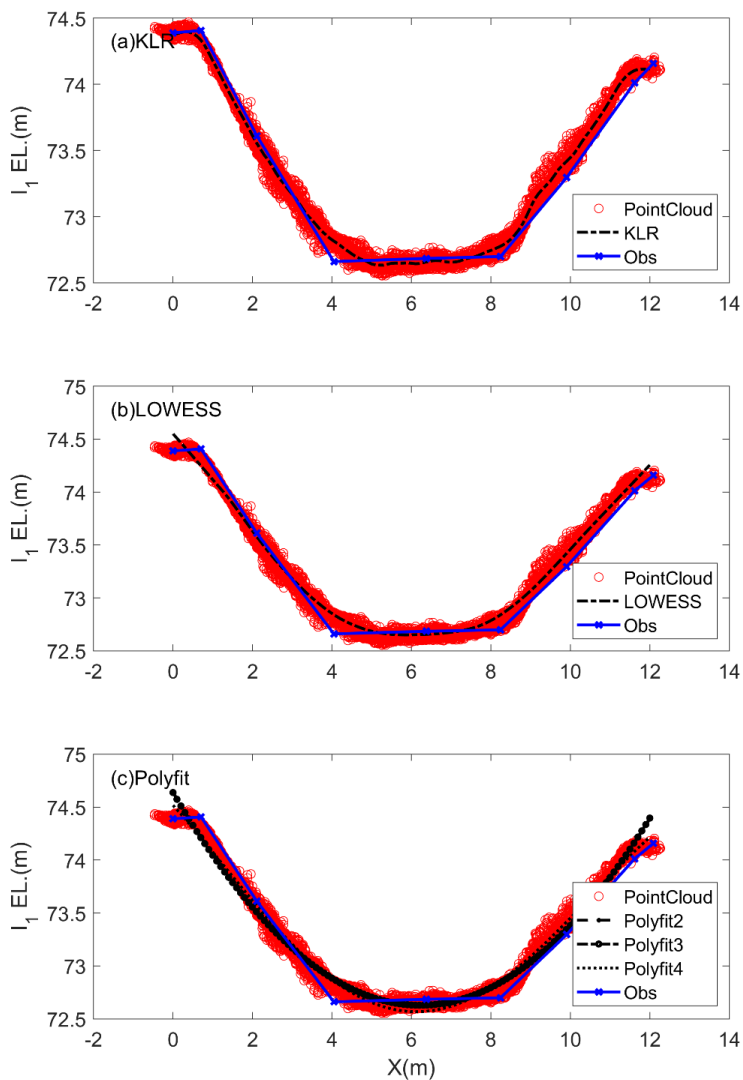 74.5
(a)KLR
74
73.5
73
72.5
I1 EL.(m)
PointCloud
KLR
Obs
-2 0 2 4 6 8 10 12 14
75
(b)LOWESS
74.5
74
73.5
73
72.5
I1 EL.(m)
PointCloud
LOWESS
Obs
-2 0 2 4 6 8 10 12 14
75
(c)Polyfit
74.5
74
73.5
73
72.5
I1 EL.(m)
PointCloud
Polyfit2
Polyfit3
Polyfit4
Obs
-2 0 2 4 6 8 10 12 14
X(m)